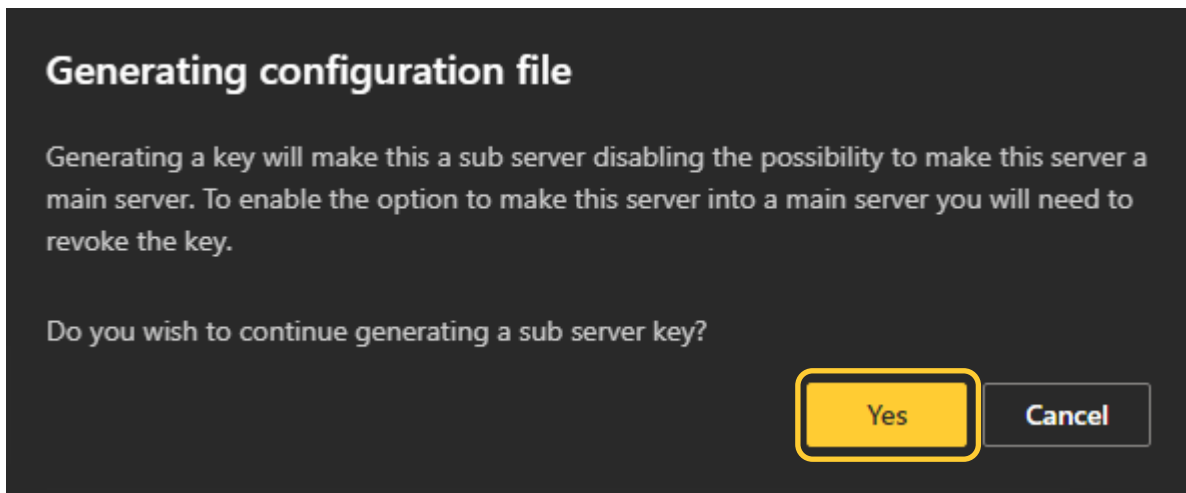 Generating configuration file
Generating a key will make this a sub server disabling the possibility to make this server a
main server. To enable the option to make this server into a main server you will need to
revoke the key.
Do you wish to continue generating a sub server key?
Yes
Cancel